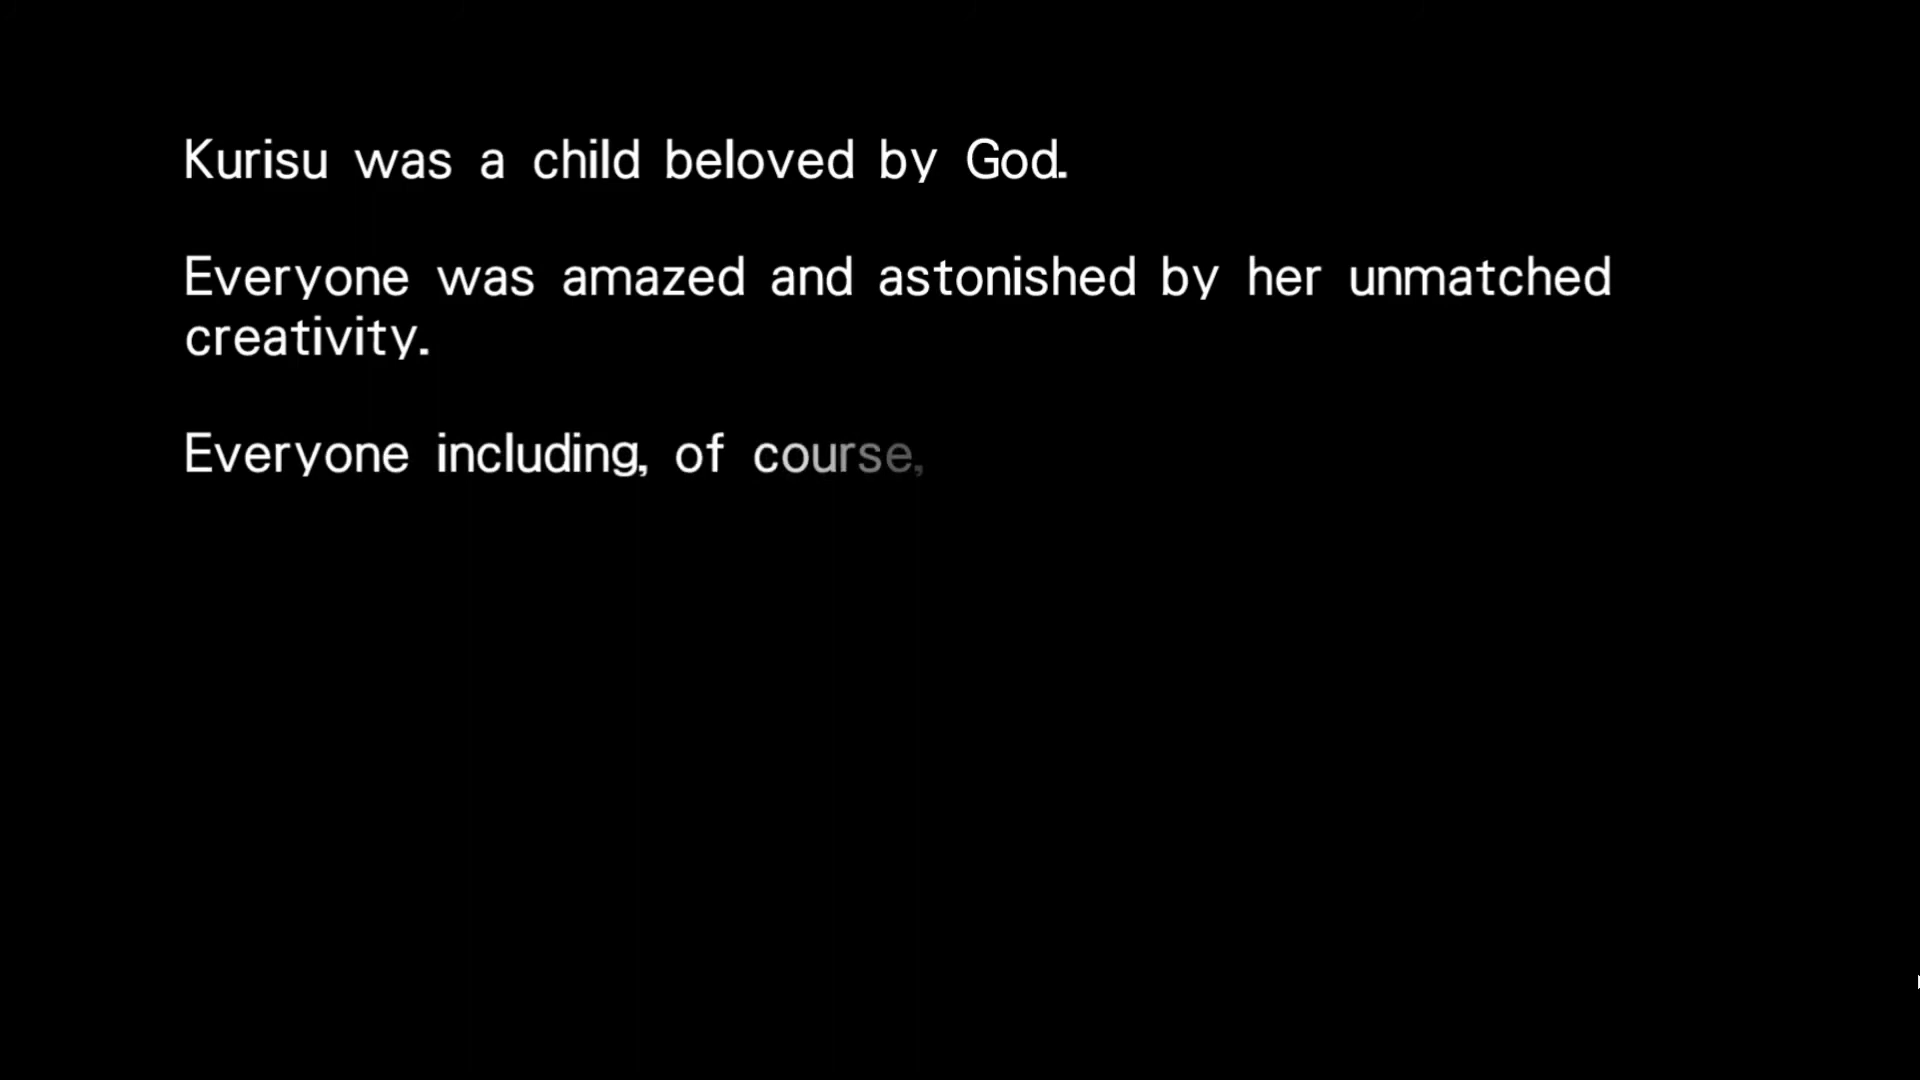 Kurisu was a child beloved by God.
Everyone was amazed and astonished by her unmatched
creativity.
Everyone including, of course,